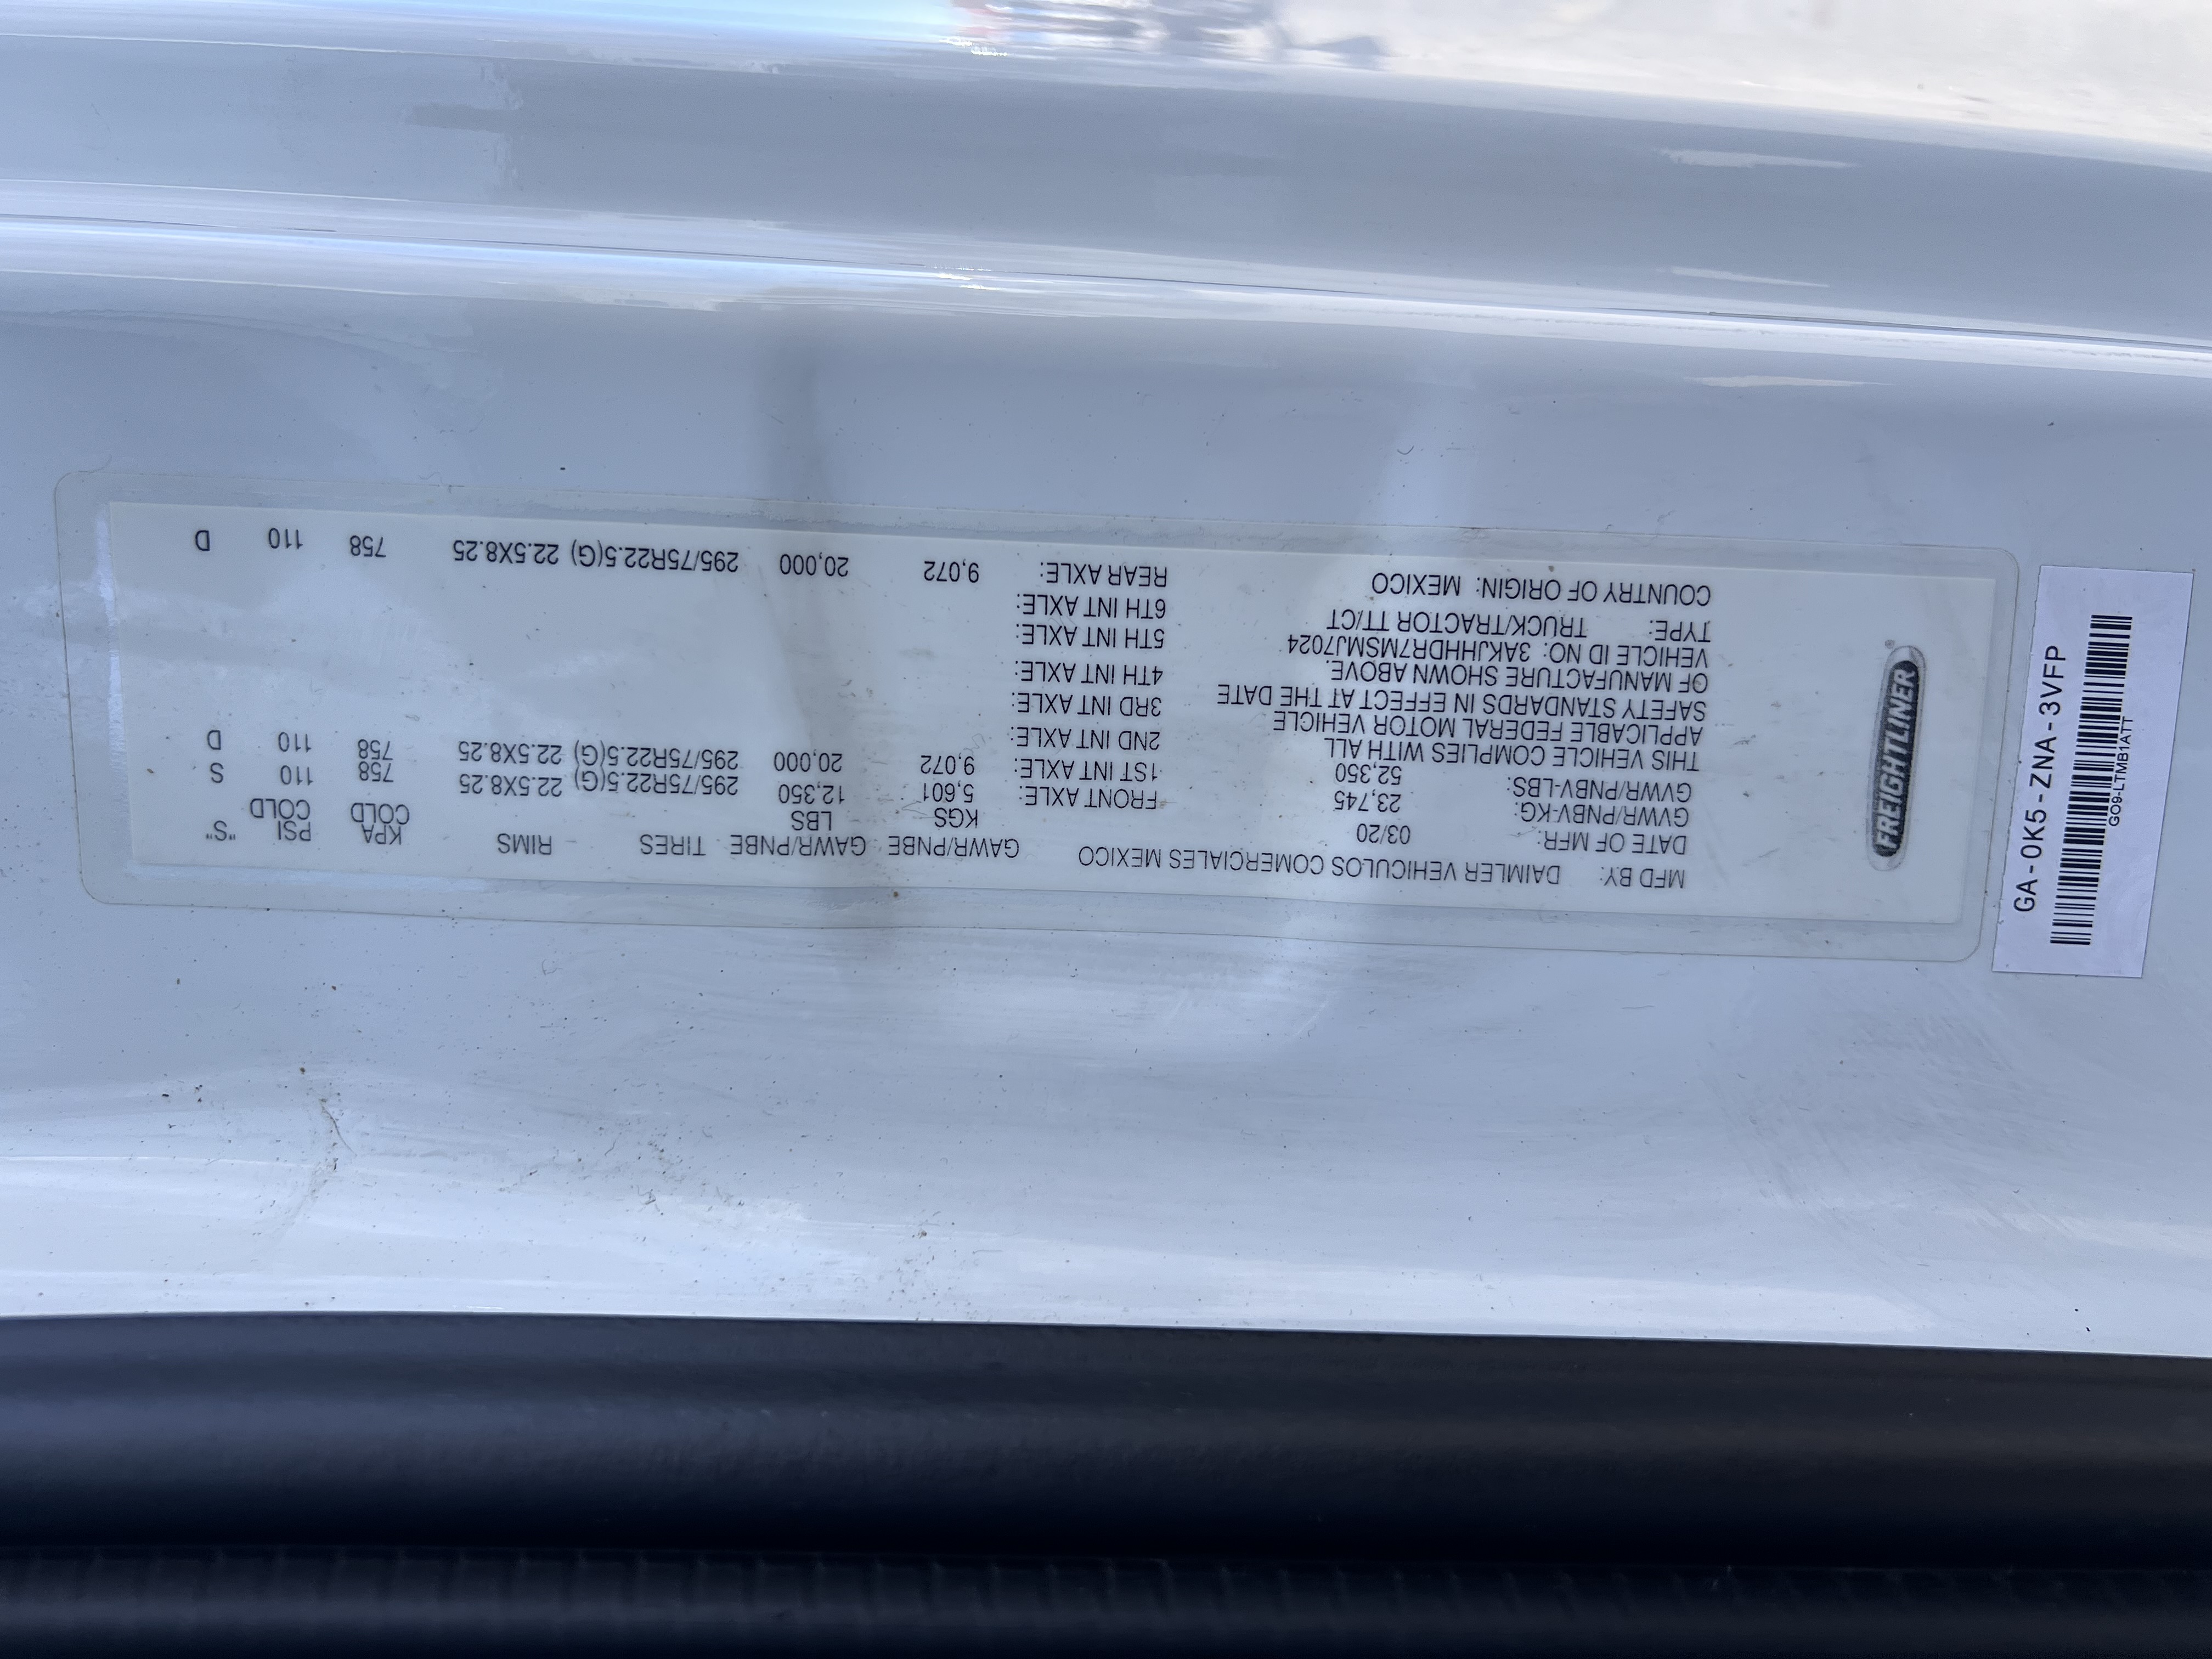 FREIGHTLINER
MFD BY: DAIMLER VEHICULOS COMERCIALES MEXICO
DATE OF MFR: 03/20
GVWR/PNBV-KG: 23,745
GVWR/PNBV-LBS: 52,350
THIS VEHICLE COMPLIES WITH ALL
APPLICABLE FEDERAL MOTOR VEHICLE
SAFETY STANDARDS IN EFFECT AT THE DATE
OF MANUFACTURE SHOWN ABOVE.
VEHICLE ID NO: 3AKJHHDR7MSMJ7024
TYPE: TRUCK/TRACTOR TT/CT
COUNTRY OF ORIGIN: MEXICO
GAWR/PNBE GAWR/PNBE TIRES - RIMS KPA PSI "S"
KGS LBS COLD COLD
FRONT AXLE: 5,601 12,350 295/75R22.5(G) 22.5X8.25 758 110 S
1ST INT AXLE: 9,072 20,000 295/75R22.5(G) 22.5X8.25 758 110 D
2ND INT AXLE:
3RD INT AXLE:
4TH INT AXLE:
5TH INT AXLE:
6TH INT AXLE:
REAR AXLE: 9,072 20,000 295/75R22.5(G) 22.5X8.25 758 110 D
GA-0K5-ZNA-3VFP
GO9-LTMB1ATT